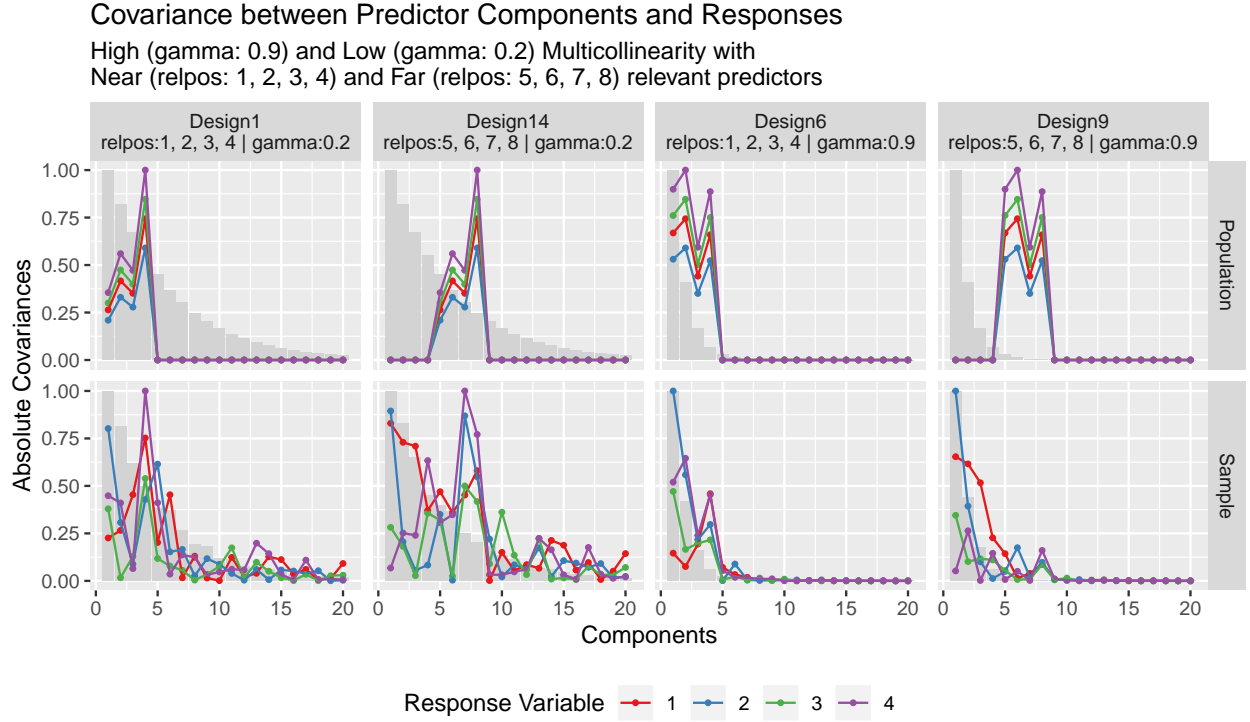 Covariance between Predictor Components and Responses
High (gamma: 0.9) and Low (gamma: 0.2) Multicollinearity with
Near (relpos: 1, 2, 3, 4) and Far (relpos: 5, 6, 7, 8) relevant predictors
Design1
relpos:1, 2, 3, 4 | gamma:0.2
Design14
relpos:5, 6, 7, 8 | gamma:0.2
Design6
relpos:1, 2, 3, 4 | gamma:0.9
Design9
relpos:5, 6, 7, 8 | gamma:0.9
Absolute Covariances
1.00
0.75
0.50
0.25
0.00
Population
1.00
0.75
0.50
0.25
0.00
Sample
0 5 10 15 20 0 5 10 15 20 0 5 10 15 20 0 5 10 15 20
Components
Response Variable 1 2 3 4